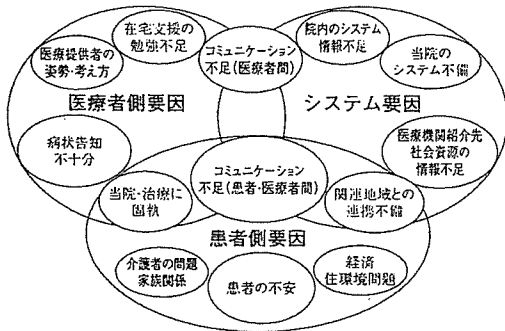 在宅支援の
勉強不足
コミュニケーション
不足(医療者間)
院内のシステム
情報不足
医療提供者の
姿勢・考え方
当院の
システム不備
医療者側要因
システム要因
病状告知
不十分
医療機関紹介先
社会資源の
情報不足
コミュニケーション
不足(患者・医療者間)
当院・治療に
固執
関連地域との
連携不備
患者側要因
介護者の問題
家族関係
患者の不安
経済
住環境問題